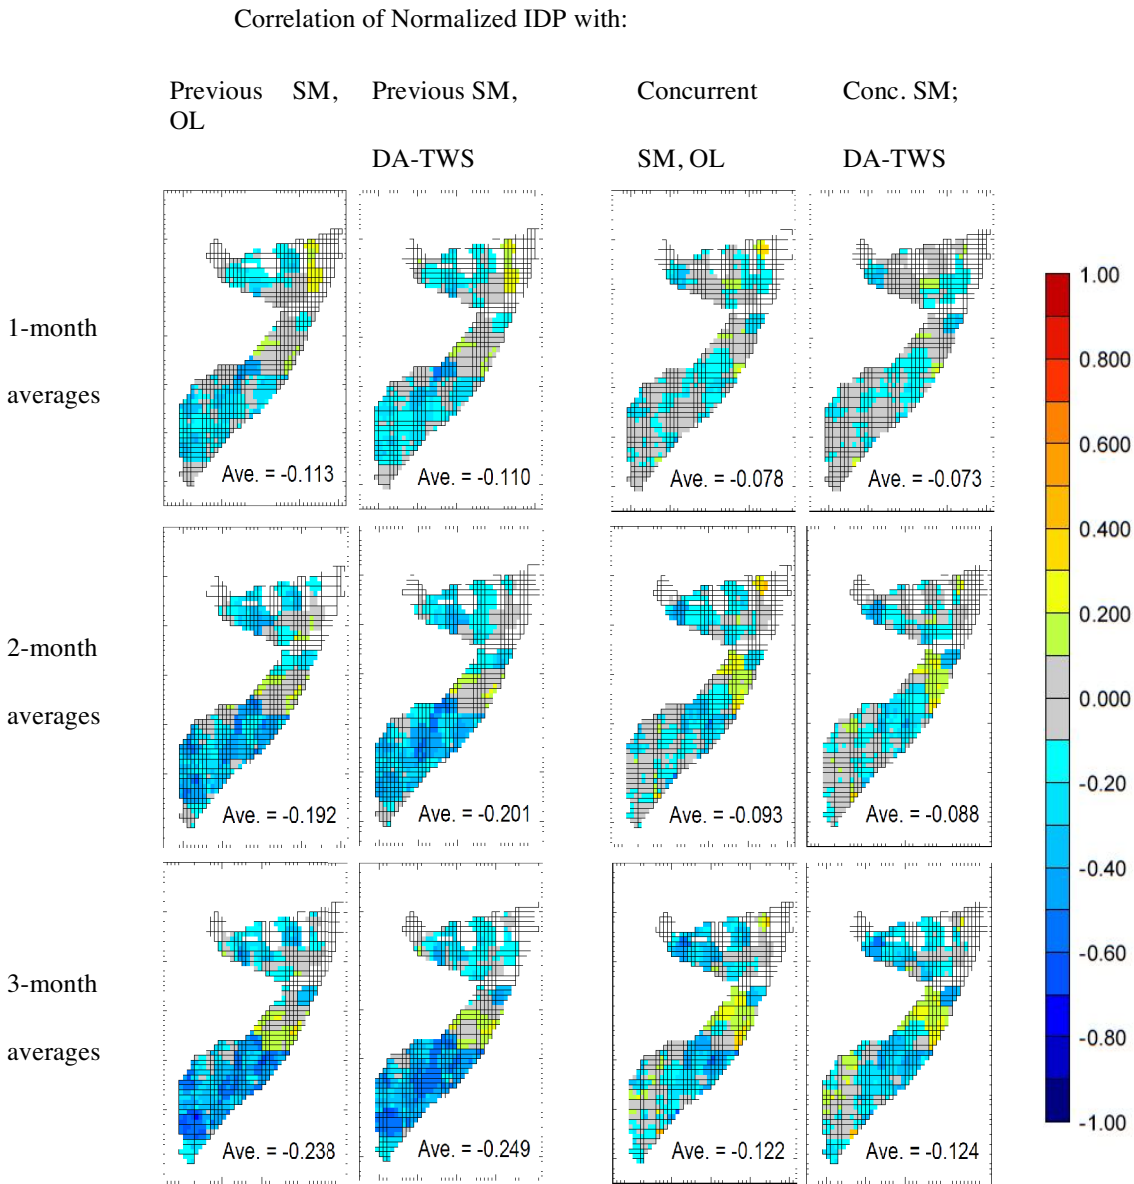 Correlation of Normalized IDP with:
Previous SM,
OL
Previous SM,
DA-TWS
Concurrent
SM, OL
Conc. SM;
DA-TWS
1-month
averages
Ave. = -0.113
Ave. = -0.110
Ave. = -0.078
Ave. = -0.073
2-month
averages
Ave. = -0.192
Ave. = -0.201
Ave. = -0.093
Ave. = -0.088
3-month
averages
Ave. = -0.238
Ave. = -0.249
Ave. = -0.122
Ave. = -0.124
1.00
0.800
0.600
0.400
0.200
0.000
-0.20
-0.40
-0.60
-0.80
-1.00